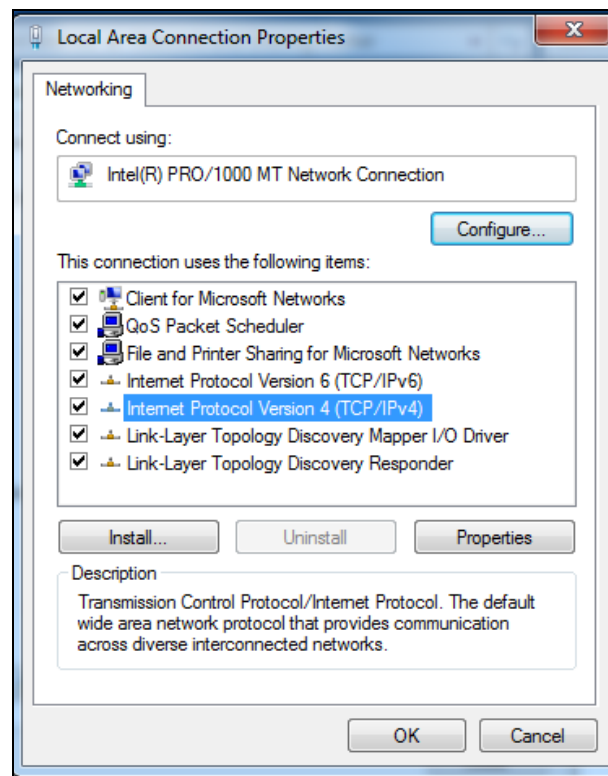 Local Area Connection Properties
Networking
Connect using:
Intel(R) PRO/1000 MT Network Connection
Configure...
This connection uses the following items:
Client for Microsoft Networks
QoS Packet Scheduler
File and Printer Sharing for Microsoft Networks
Internet Protocol Version 6 (TCP/IPv6)
Internet Protocol Version 4 (TCP/IPv4)
Link-Layer Topology Discovery Mapper I/O Driver
Link-Layer Topology Discovery Responder
Install... Uninstall Properties
Description
Transmission Control Protocol/Internet Protocol. The default
wide area network protocol that provides communication
across diverse interconnected networks.
OK Cancel